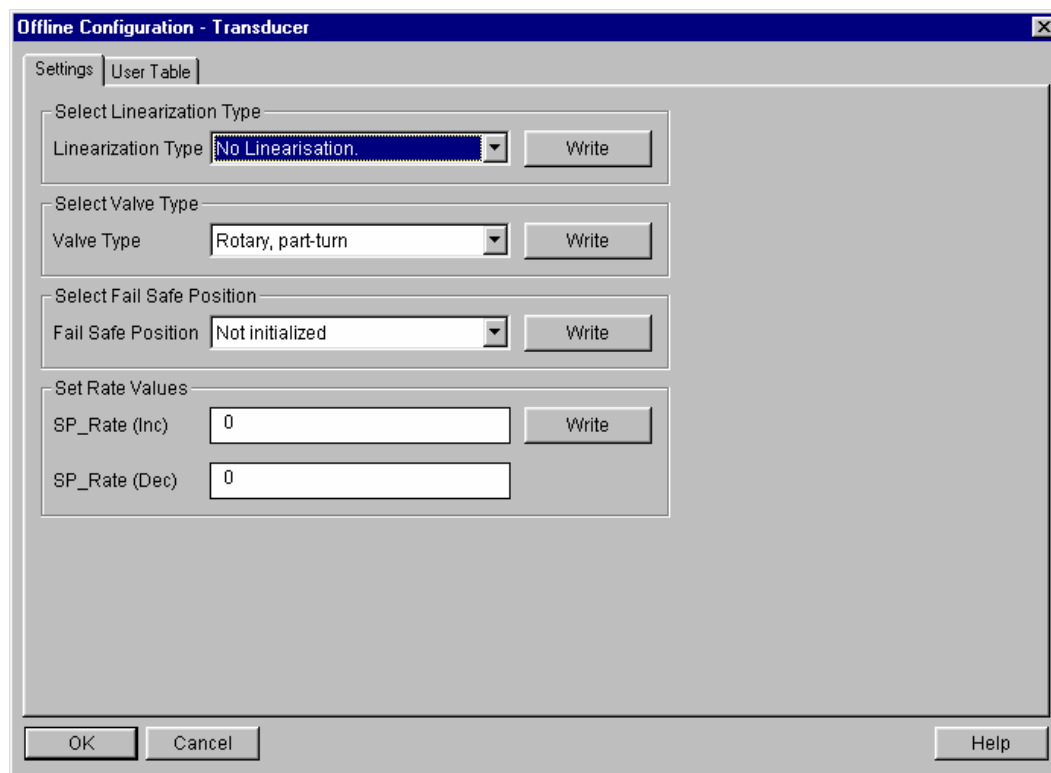 Offline Configuration - Transducer
Settings
User Table
Select Linearization Type
Linearization Type No Linearisation. Write
Select Valve Type
Valve Type Rotary, part-turn Write
Select Fail Safe Position
Fail Safe Position Not initialized Write
Set Rate Values
SP_Rate (Inc) 0 Write
SP_Rate (Dec) 0
OK Cancel Help